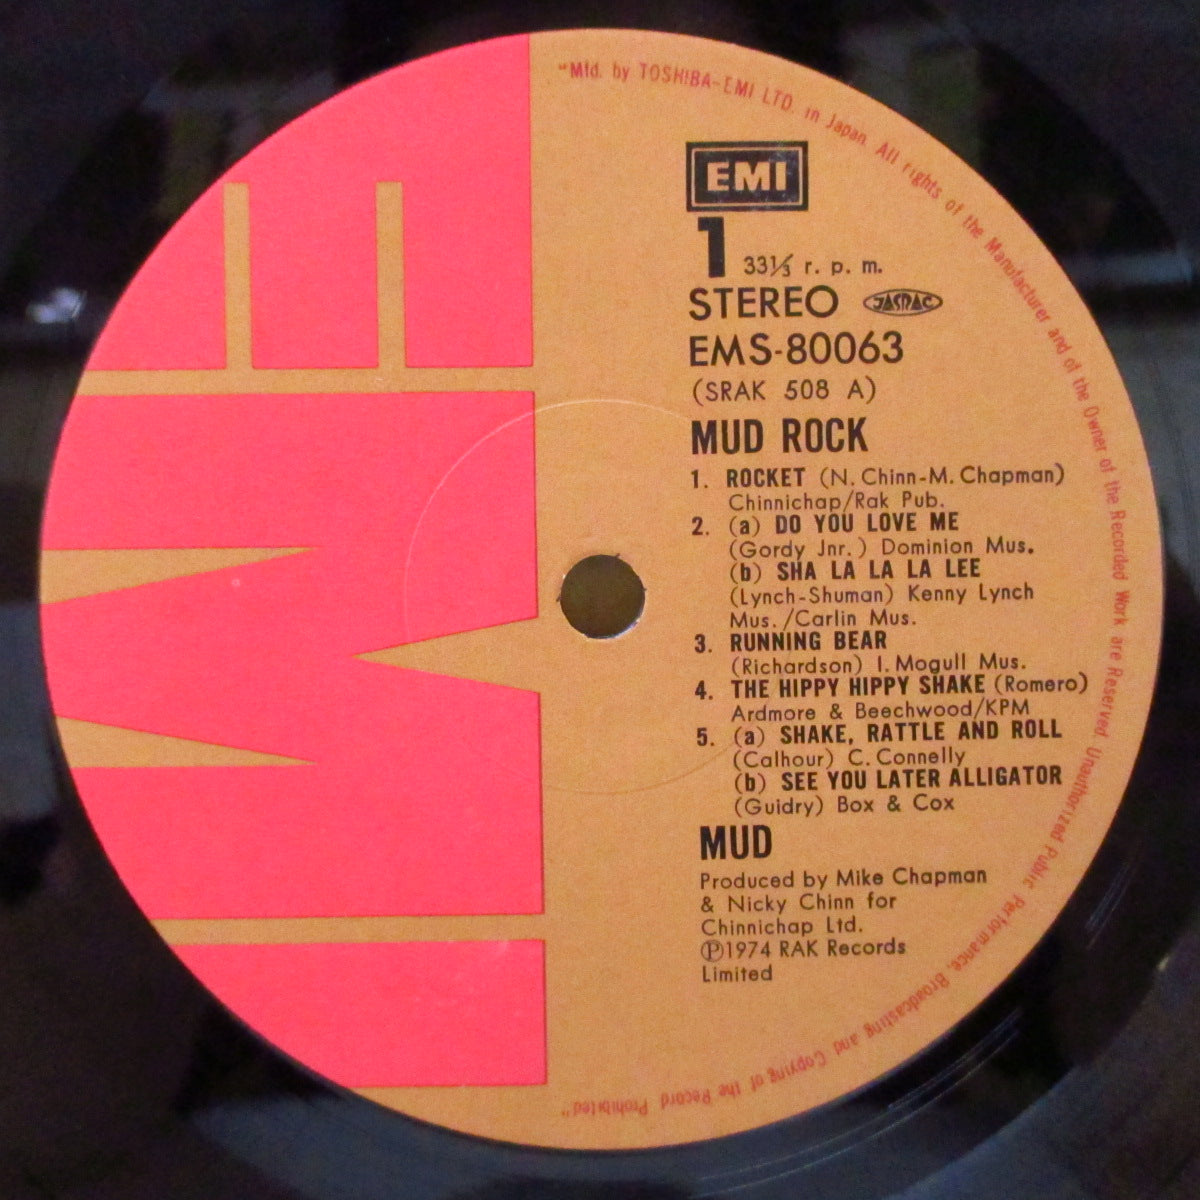 "Mfd. by TOSHIBA-EMI LTD. in Japan. All rights of the Manufacturer and of the Owner of the Recorded Work are Reserved. Unauthorized Public Performance, Broadcasting and Copying of the Record Prohibited"
EMI
1 33⅓ r. p. m.
STEREO JASRAC
EMS-80063
(SRAK 508 A)
MUD ROCK
1. ROCKET (N. Chinn-M. Chapman)
Chinnichap/Rak Pub.
2. (a) DO YOU LOVE ME
(Gordy Jnr.) Dominion Mus.
(b) SHA LA LA LA LEE
(Lynch-Shuman) Kenny Lynch
Mus./Carlin Mus.
3. RUNNING BEAR
(Richardson) I. Mogull Mus.
4. THE HIPPY HIPPY SHAKE (Romero)
Ardmore & Beechwood/KPM
5. (a) SHAKE, RATTLE AND ROLL
(Calhour) C. Connelly
(b) SEE YOU LATER ALLIGATOR
(Guidry) Box & Cox
MUD
Produced by Mike Chapman
& Nicky Chinn for
Chinnichap Ltd.
Ⓟ1974 RAK Records
Limited
EMI